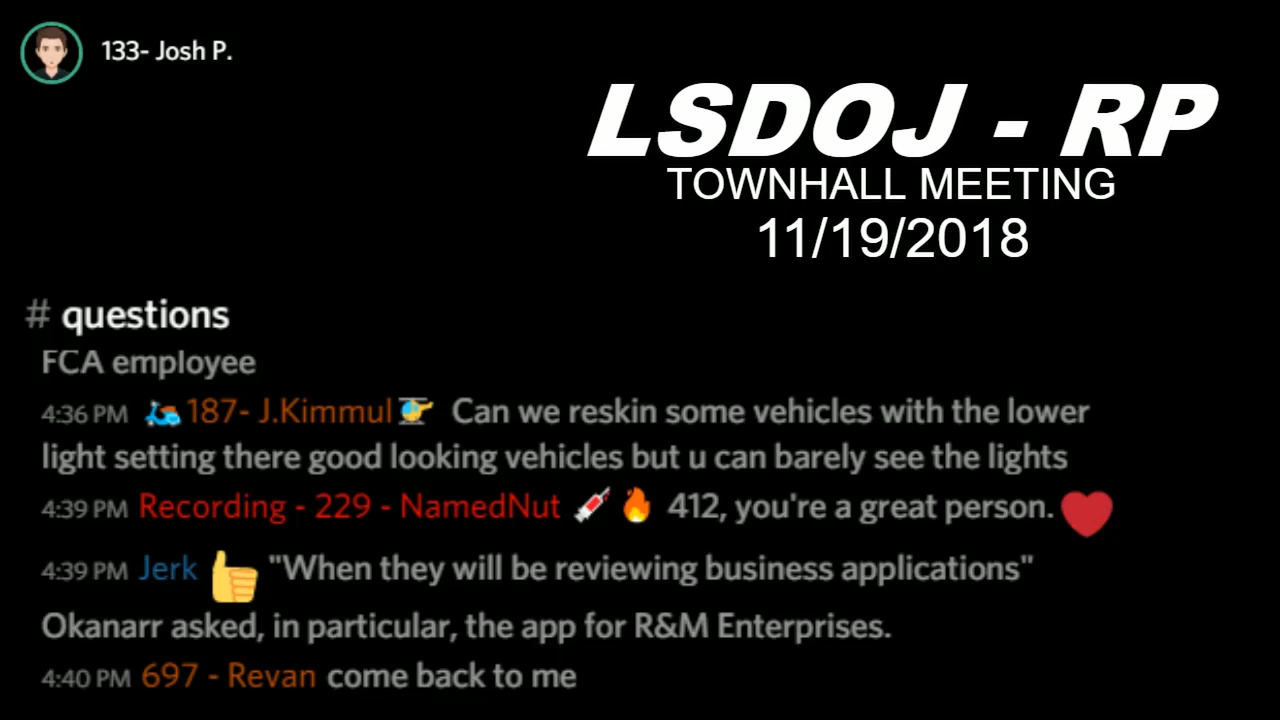 133- Josh P.
LSDOJ - RP
TOWNHALL MEETING
11/19/2018
# questions
FCA employee
4:36 PM 🛵187- J.Kimmul🚁 Can we reskin some vehicles with the lower
light setting there good looking vehicles but u can barely see the lights
4:39 PM Recording - 229 - NamedNut 💉🔥 412, you're a great person.❤️
4:39 PM Jerk 👍 "When they will be reviewing business applications"
Okanarr asked, in particular, the app for R&M Enterprises.
4:40 PM 697 - Revan come back to me